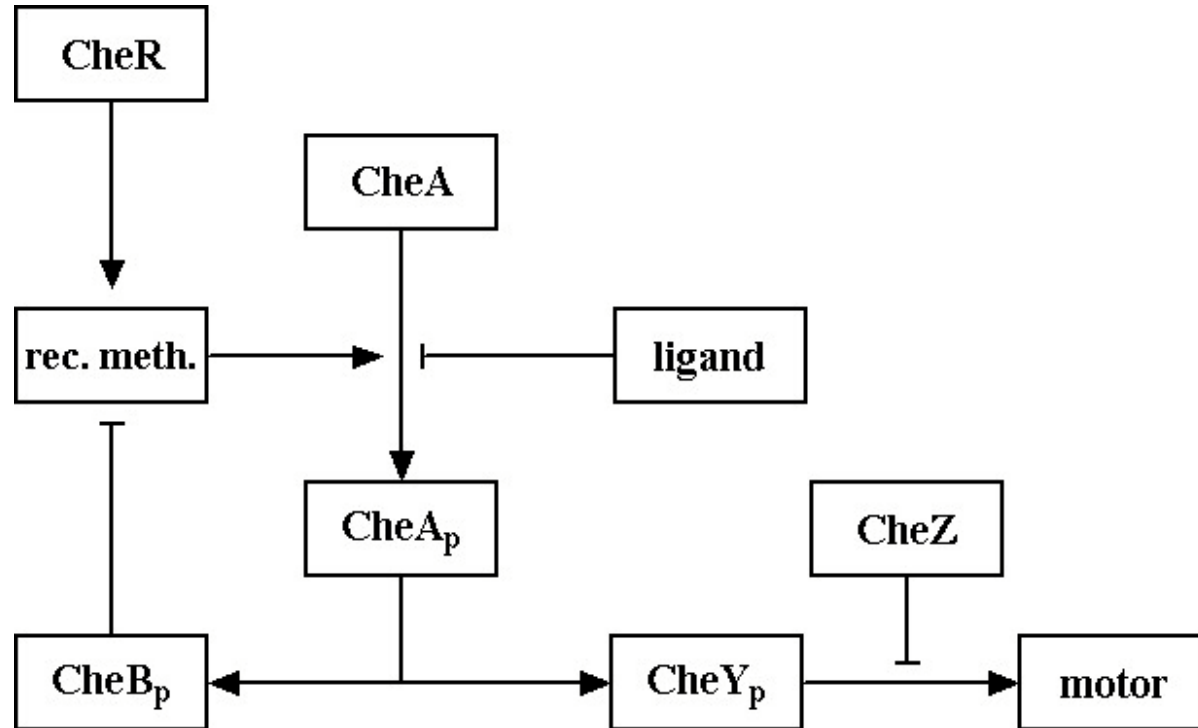 CheR
CheA
rec. meth.
ligand
CheAp
CheZ
CheBp
CheYp
motor